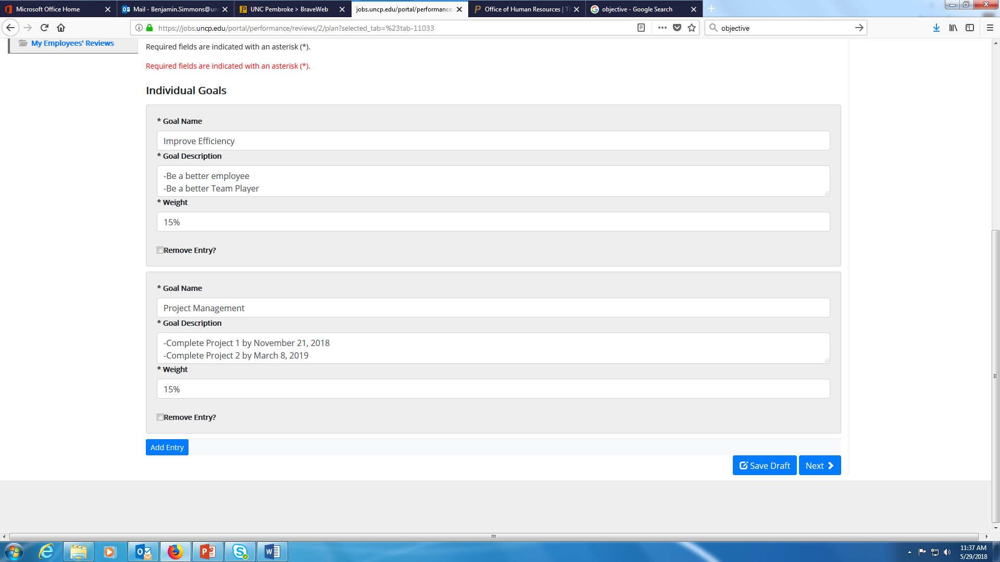 Microsoft Office Home
Mail - Benjamin.Simmons@un
UNC Pembroke > BraveWeb
jobs.uncp.edu/portal/performance
Office of Human Resources | T
objective - Google Search
https://jobs.uncp.edu/portal/performance/reviews/2/plan?selected_tab=%23tab-11033
objective
My Employees' Reviews
Required fields are indicated with an asterisk (*).
Required fields are indicated with an asterisk (*).
Individual Goals
* Goal Name
Improve Efficiency
* Goal Description
-Be a better employee
-Be a better Team Player
* Weight
15%
Remove Entry?
* Goal Name
Project Management
* Goal Description
-Complete Project 1 by November 21, 2018
-Complete Project 2 by March 8, 2019
* Weight
15%
Remove Entry?
Add Entry
Save Draft
Next
11:37 AM
5/29/2018